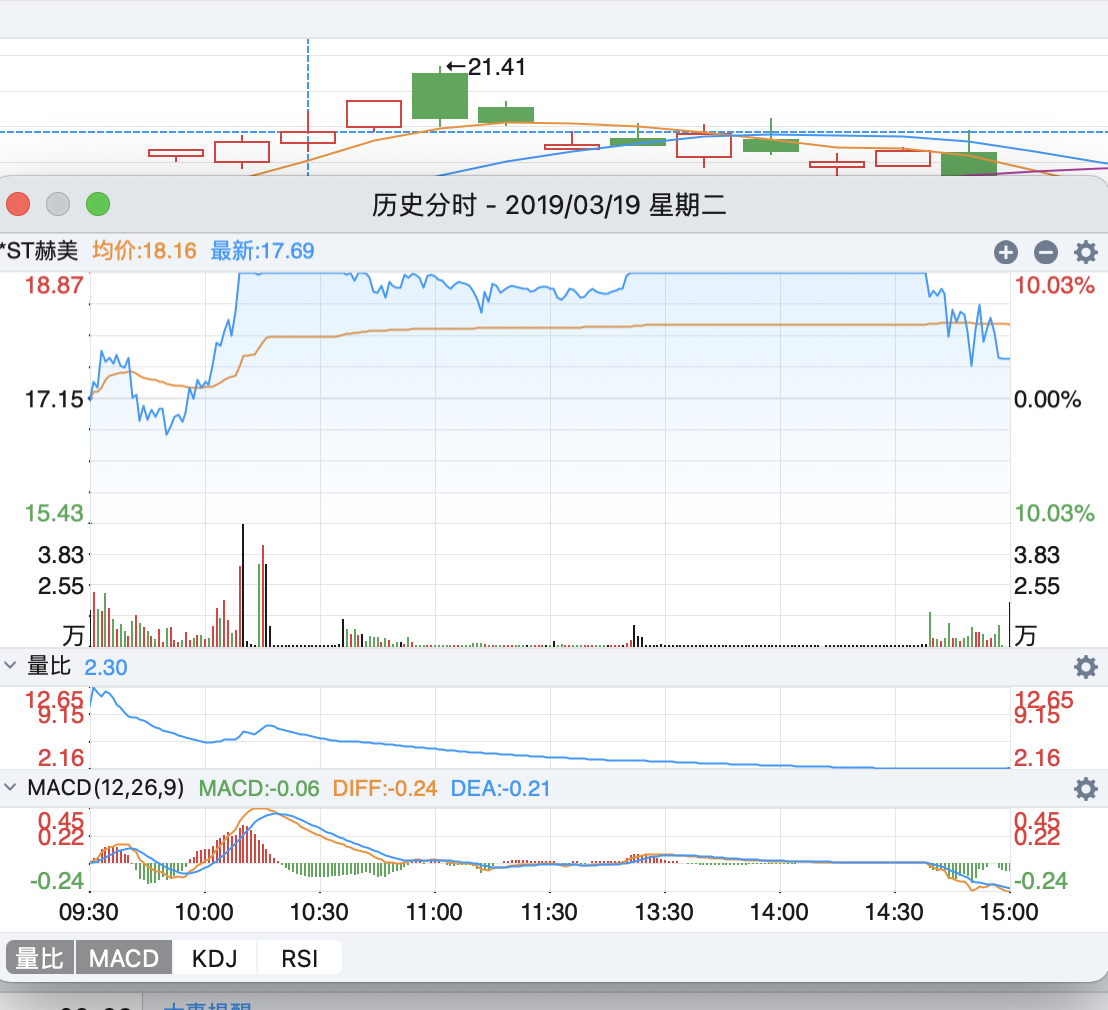 ←21.41
历史分时 - 2019/03/19 星期二
*ST赫美 均价:18.16 最新:17.69
18.87 10.03%
17.15 0.00%
15.43 10.03%
3.83 3.83
2.55 2.55
万 万
量比 2.30
12.65 12.65
9.15 9.15
2.16 2.16
MACD(12,26,9) MACD:-0.06 DIFF:-0.24 DEA:-0.21
0.45 0.45
0.22 0.22
-0.24 -0.24
09:30 10:00 10:30 11:00 11:30 13:30 14:00 14:30 15:00
量比 MACD KDJ RSI
大事提醒